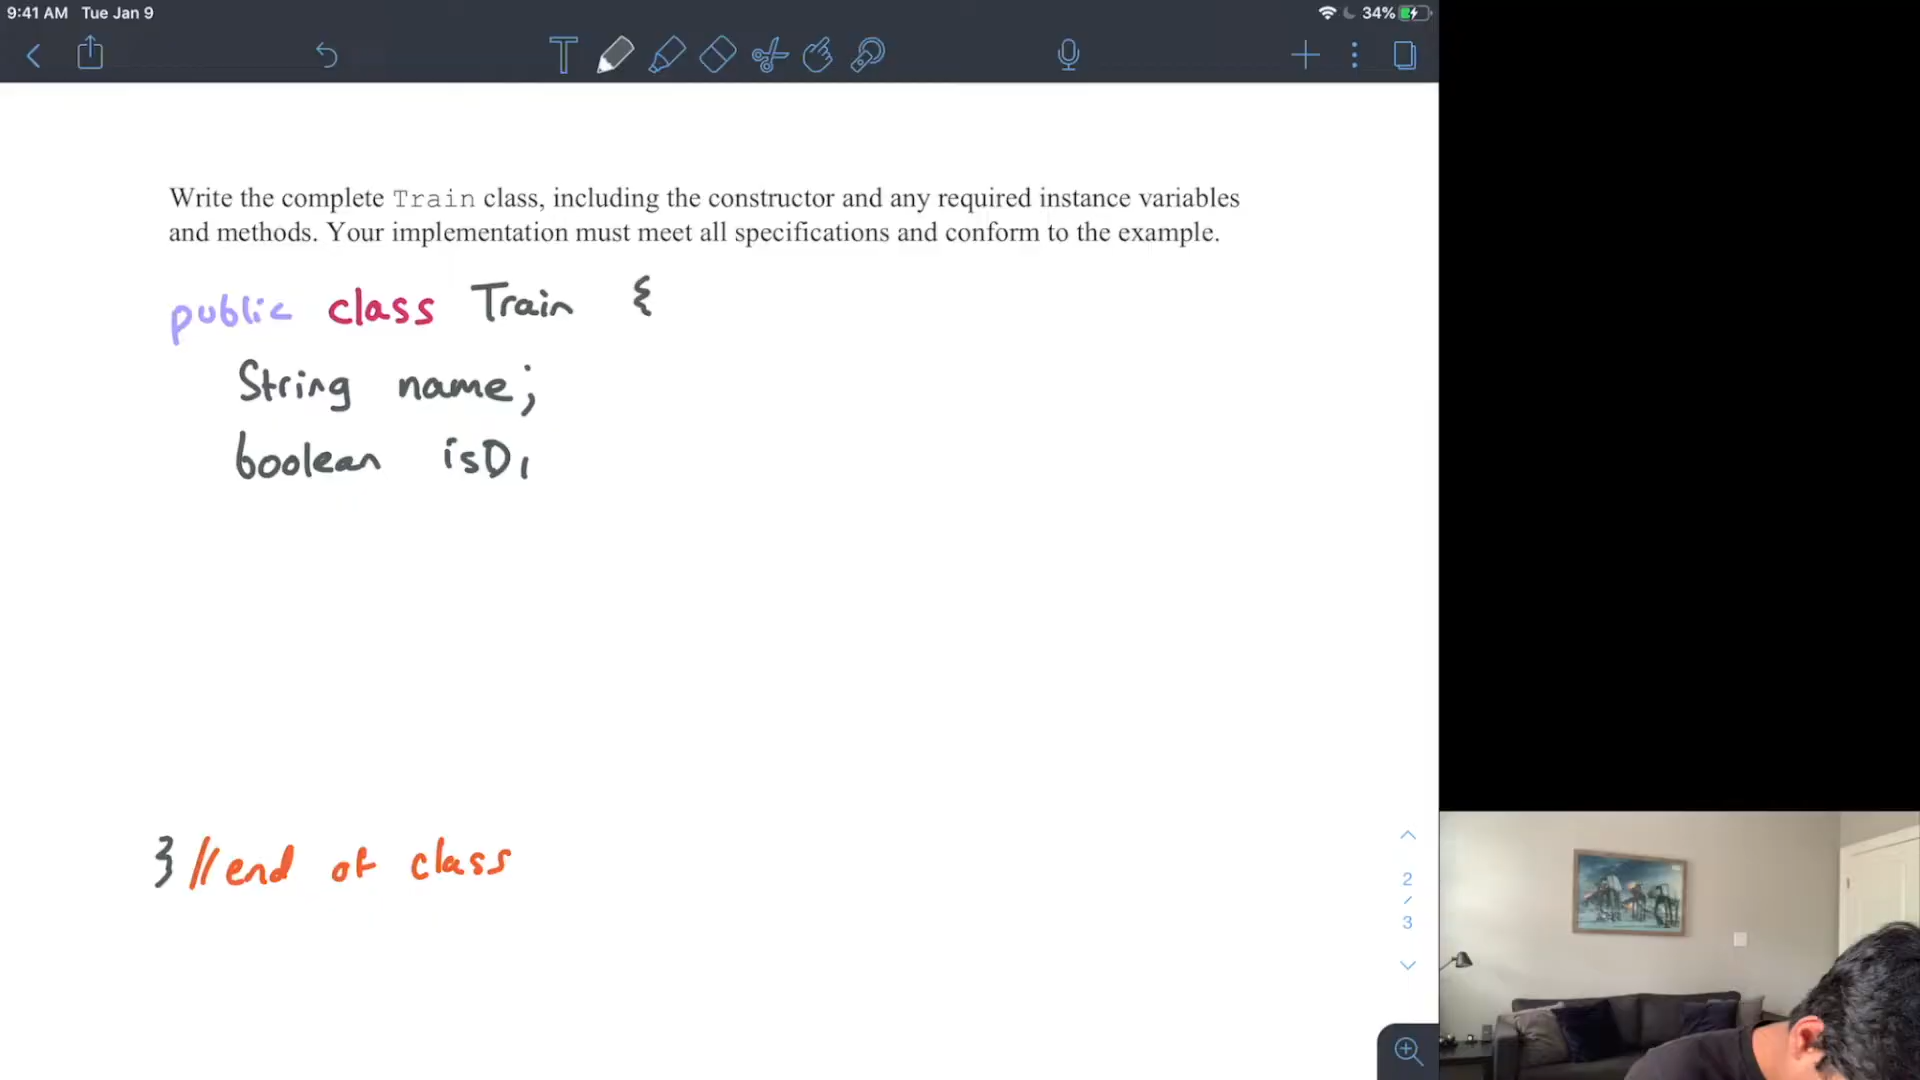 9:41 AM Tue Jan 9
34%
Write the complete Train class, including the constructor and any required instance variables
and methods. Your implementation must meet all specifications and conform to the example.
public class Train {
String name;
boolean isD
} //end of class
2
3